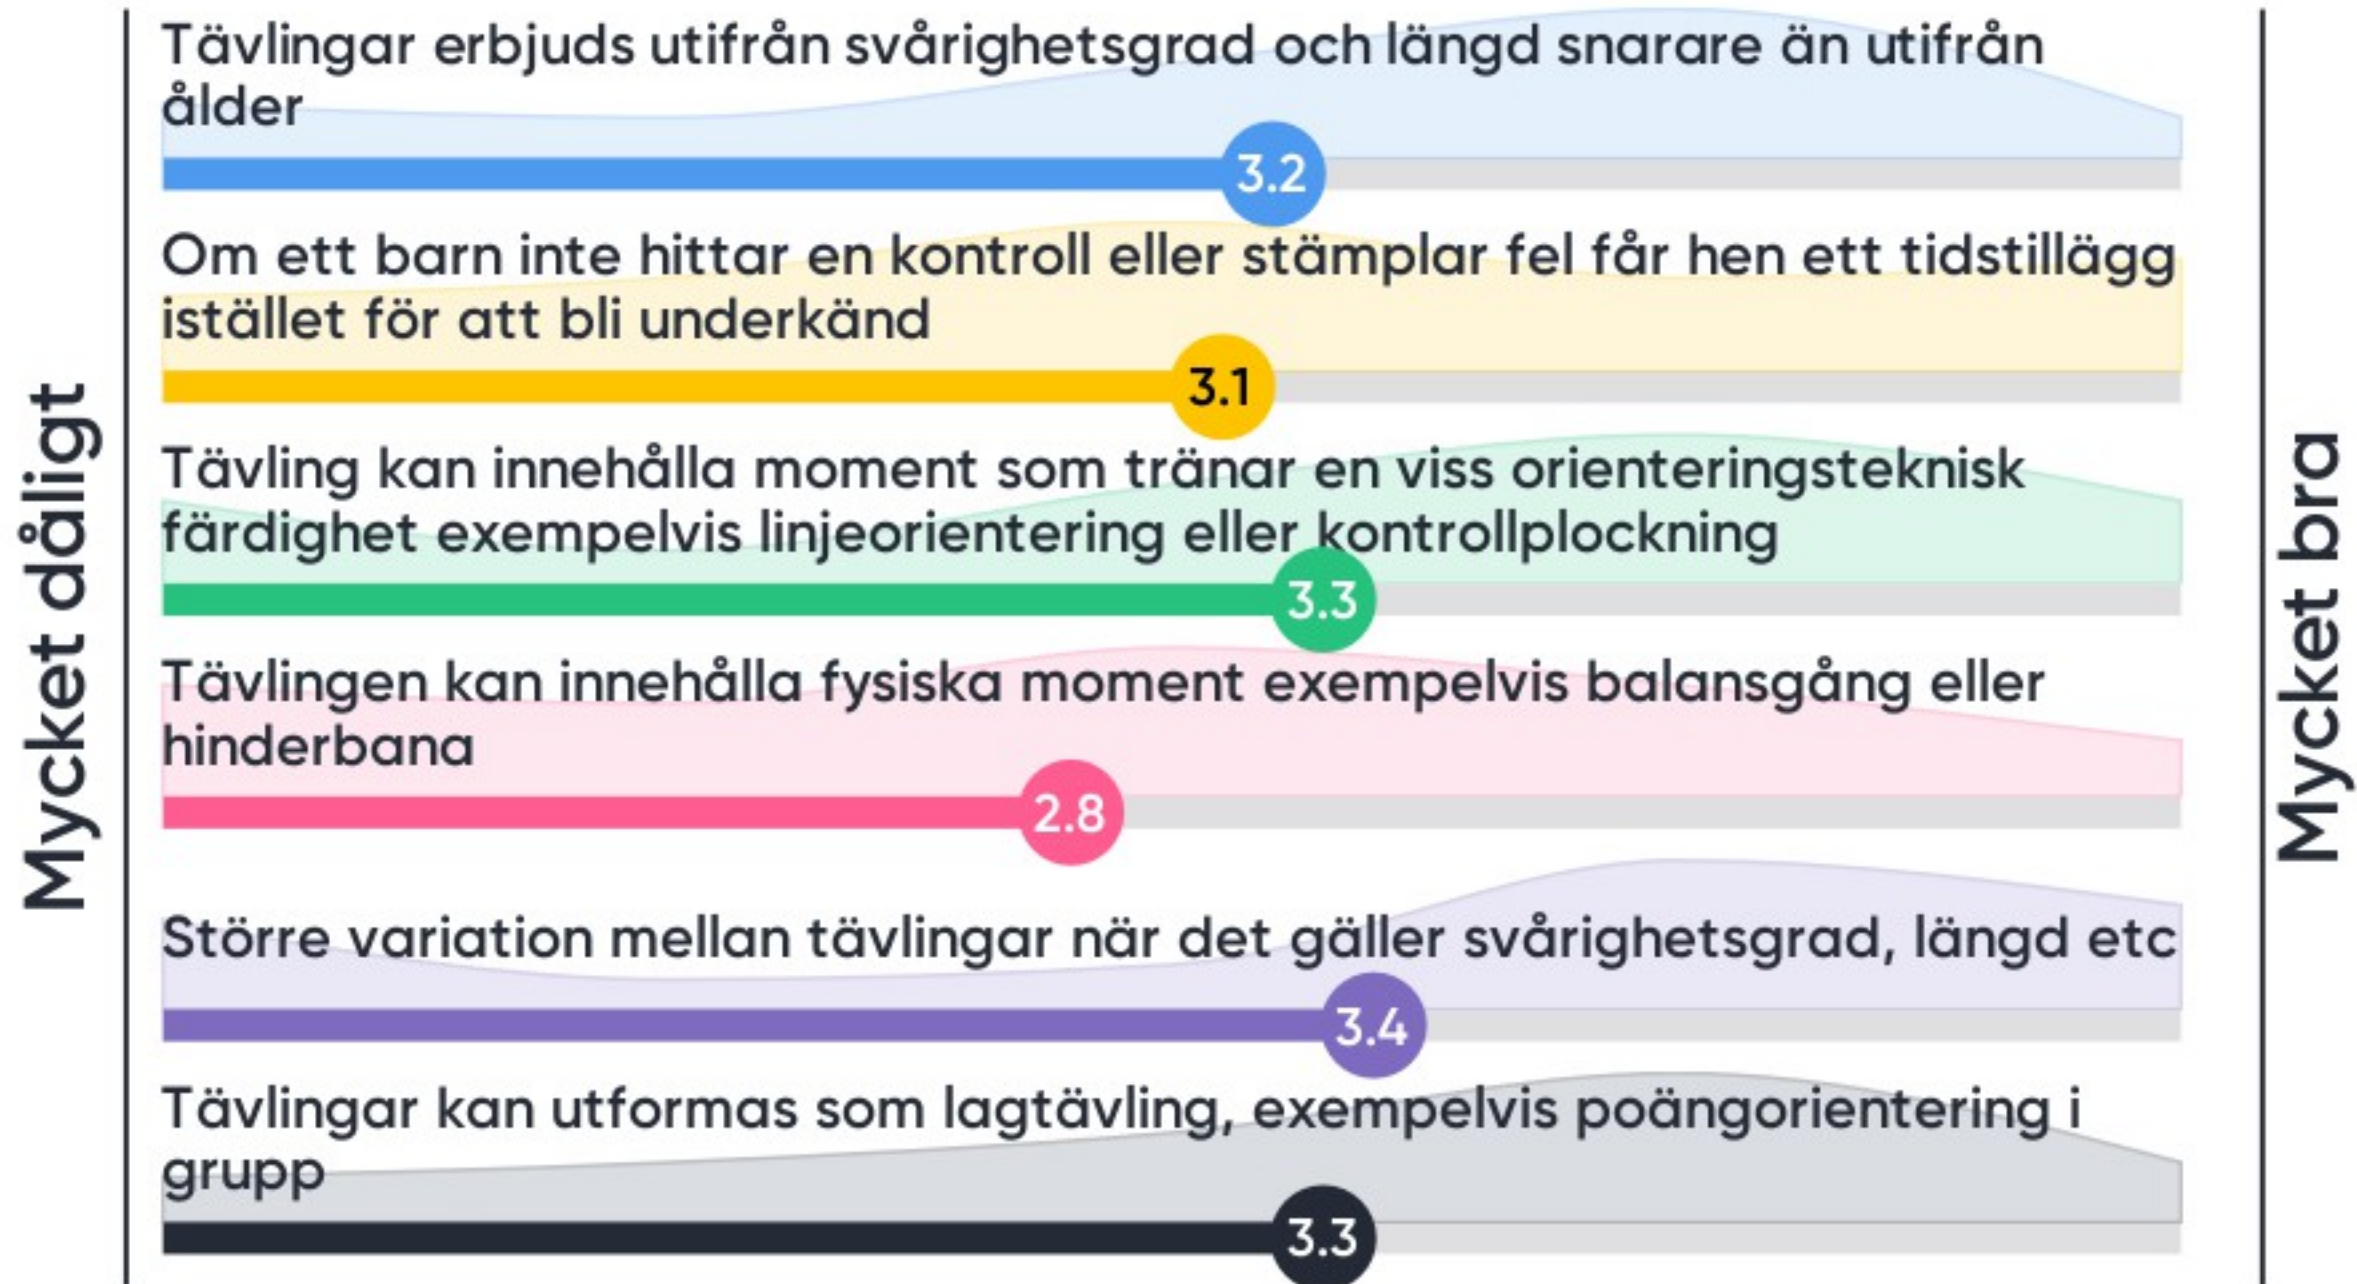 Tävlingar erbjuds utifrån svårighetsgrad och längd snarare än utifrån
ålder
3.2
Om ett barn inte hittar en kontroll eller stämplar fel får hen ett tidstillägg
istället för att bli underkänd
3.1
Tävling kan innehålla moment som tränar en viss orienteringsteknisk
färdighet exempelvis linjeorientering eller kontrollplockning
3.3
Tävlingen kan innehålla fysiska moment exempelvis balansgång eller
hinderbana
2.8
Större variation mellan tävlingar när det gäller svårighetsgrad, längd etc
3.4
Tävlingar kan utformas som lagtävling, exempelvis poängorientering i
grupp
3.3
Mycket dåligt
Mycket bra